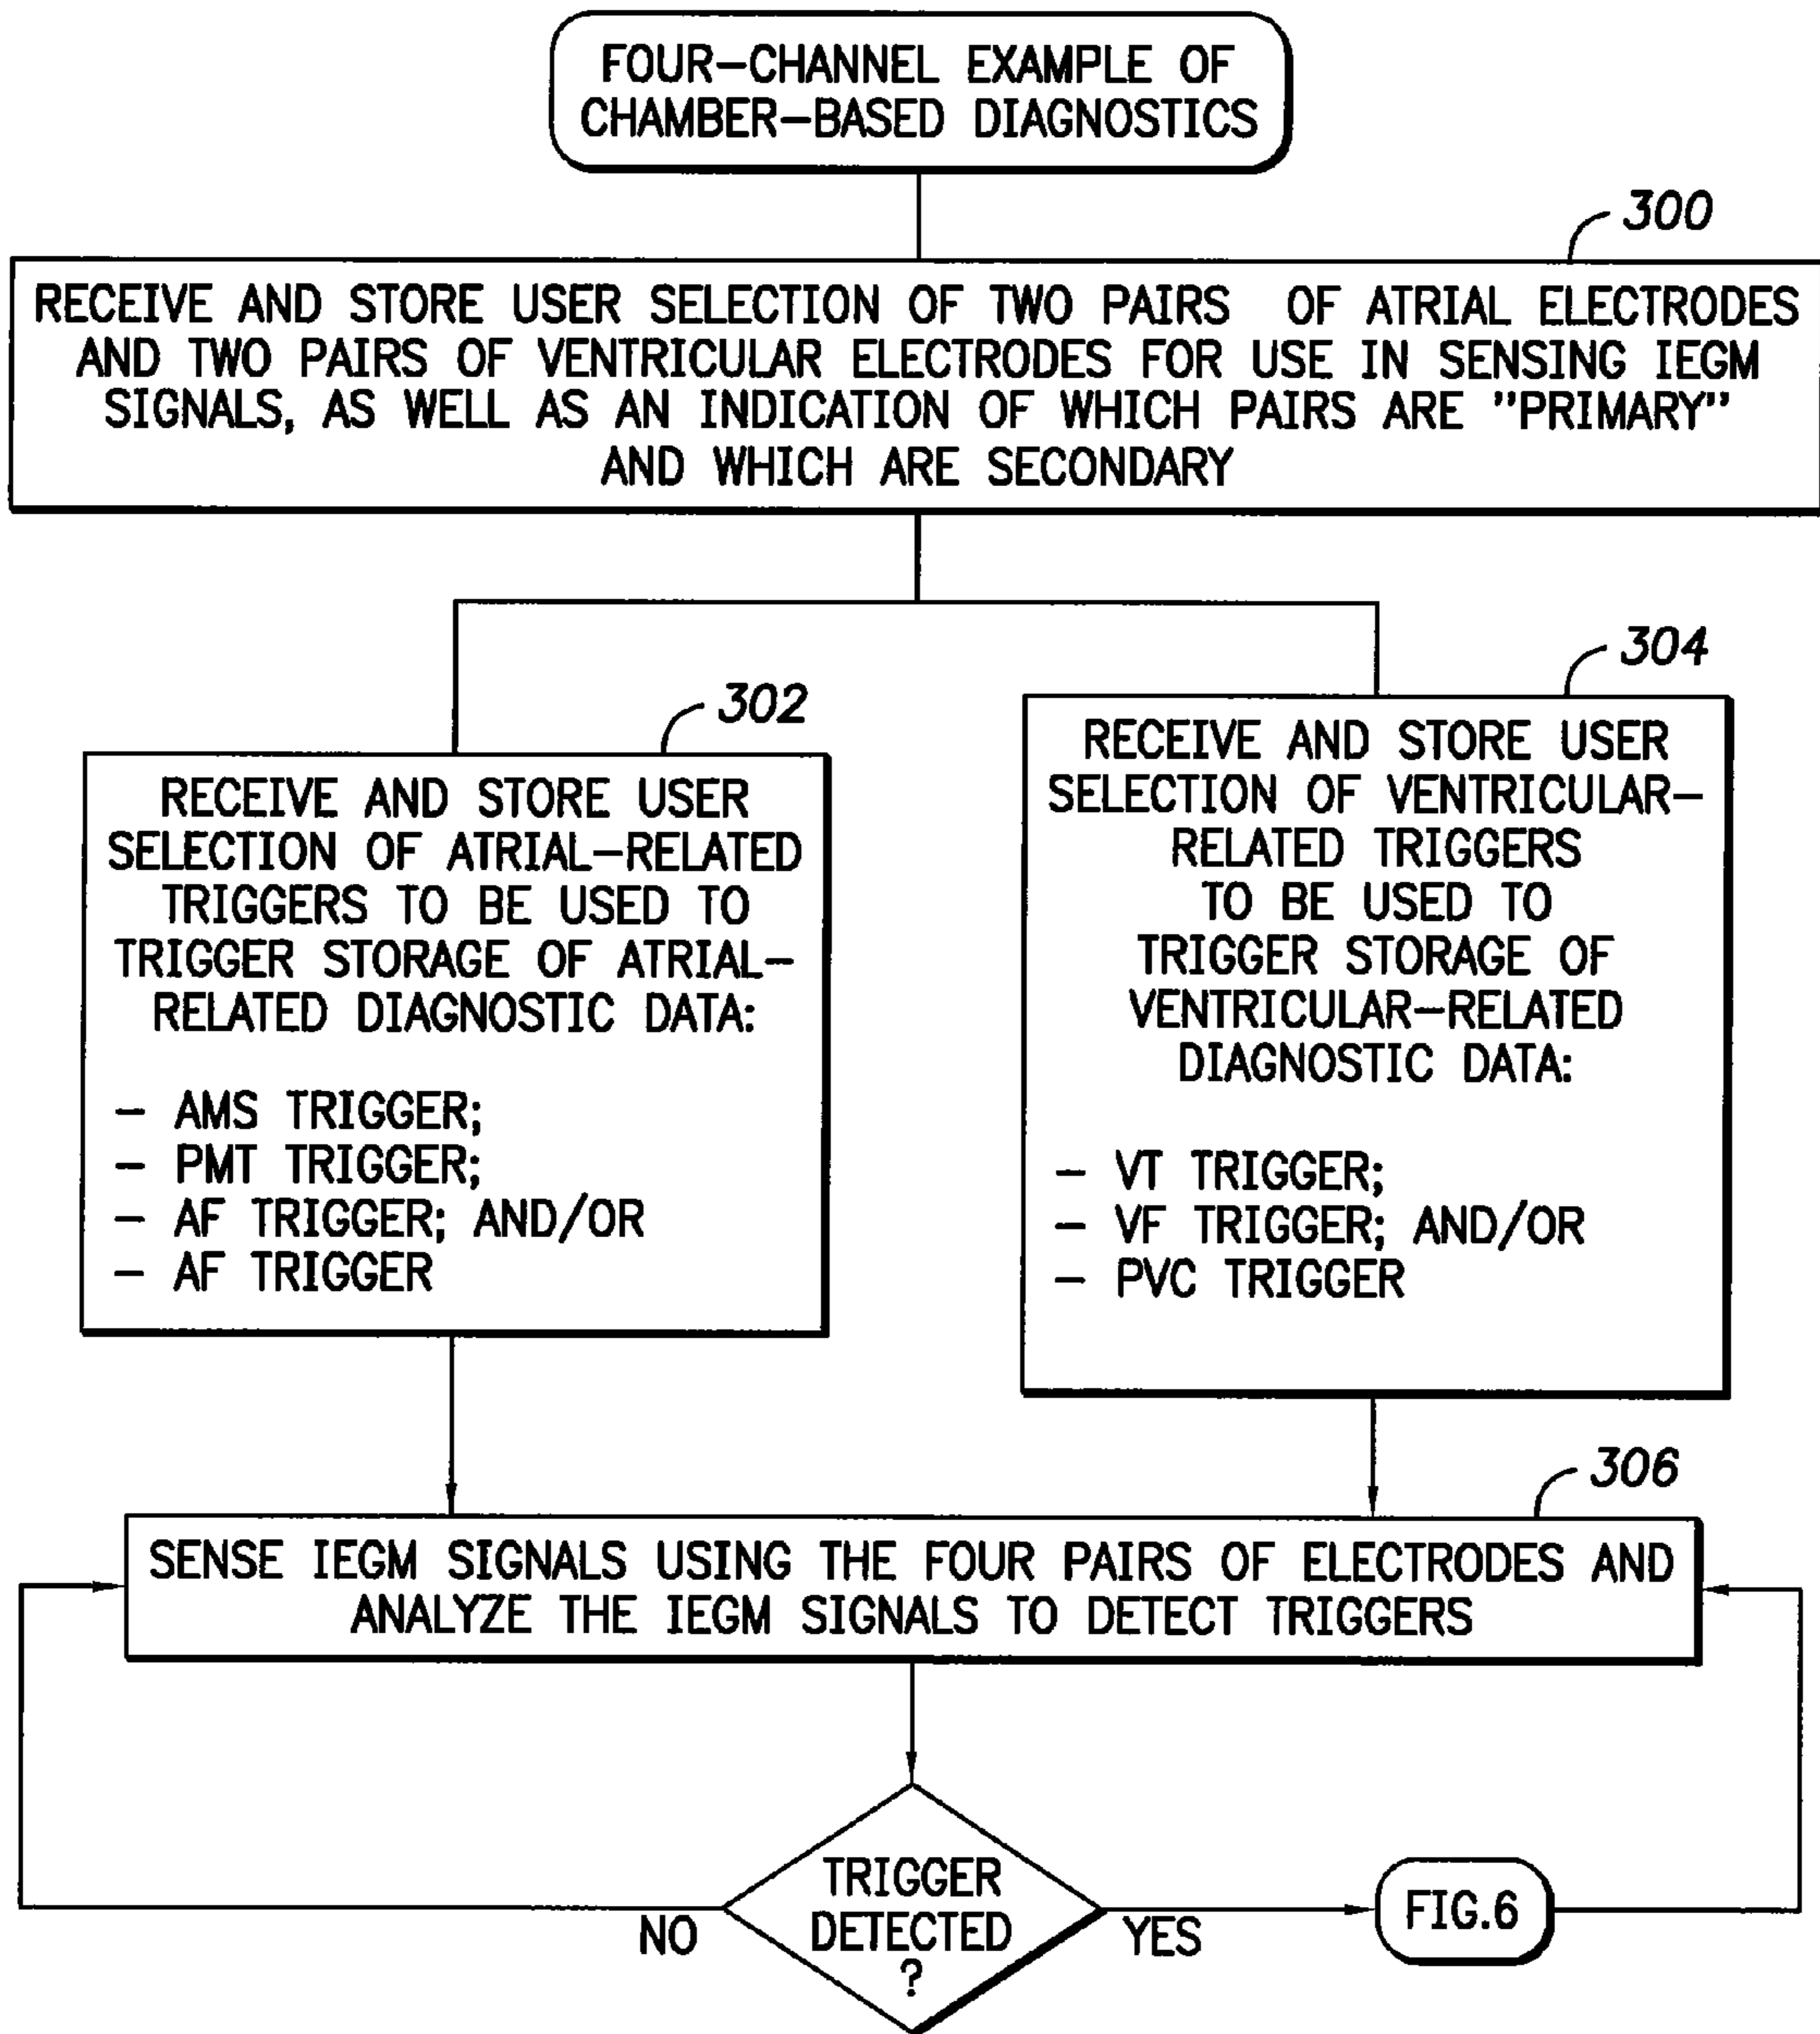 FOUR-CHANNEL EXAMPLE OF
CHAMBER-BASED DIAGNOSTICS
300
RECEIVE AND STORE USER SELECTION OF TWO PAIRS OF ATRIAL ELECTRODES
AND TWO PAIRS OF VENTRICULAR ELECTRODES FOR USE IN SENSING IEGM
SIGNALS, AS WELL AS AN INDICATION OF WHICH PAIRS ARE "PRIMARY"
AND WHICH ARE SECONDARY
302
RECEIVE AND STORE USER
SELECTION OF ATRIAL-RELATED
TRIGGERS TO BE USED TO
TRIGGER STORAGE OF ATRIAL-
RELATED DIAGNOSTIC DATA:
- AMS TRIGGER;
- PMT TRIGGER;
- AF TRIGGER; AND/OR
- AF TRIGGER
304
RECEIVE AND STORE USER
SELECTION OF VENTRICULAR-
RELATED TRIGGERS
TO BE USED TO
TRIGGER STORAGE OF
VENTRICULAR-RELATED
DIAGNOSTIC DATA:
- VT TRIGGER;
- VF TRIGGER; AND/OR
- PVC TRIGGER
306
SENSE IEGM SIGNALS USING THE FOUR PAIRS OF ELECTRODES AND
ANALYZE THE IEGM SIGNALS TO DETECT TRIGGERS
TRIGGER
DETECTED
?
NO
YES
FIG.6